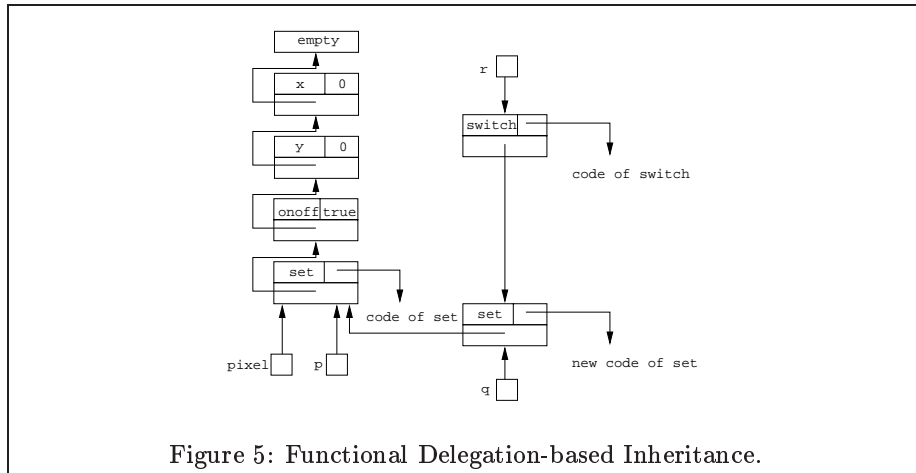 empty
x 0
y 0
onoff true
set
code of set
pixel
p
r
switch
code of switch
set
new code of set
q
Figure 5: Functional Delegation-based Inheritance.